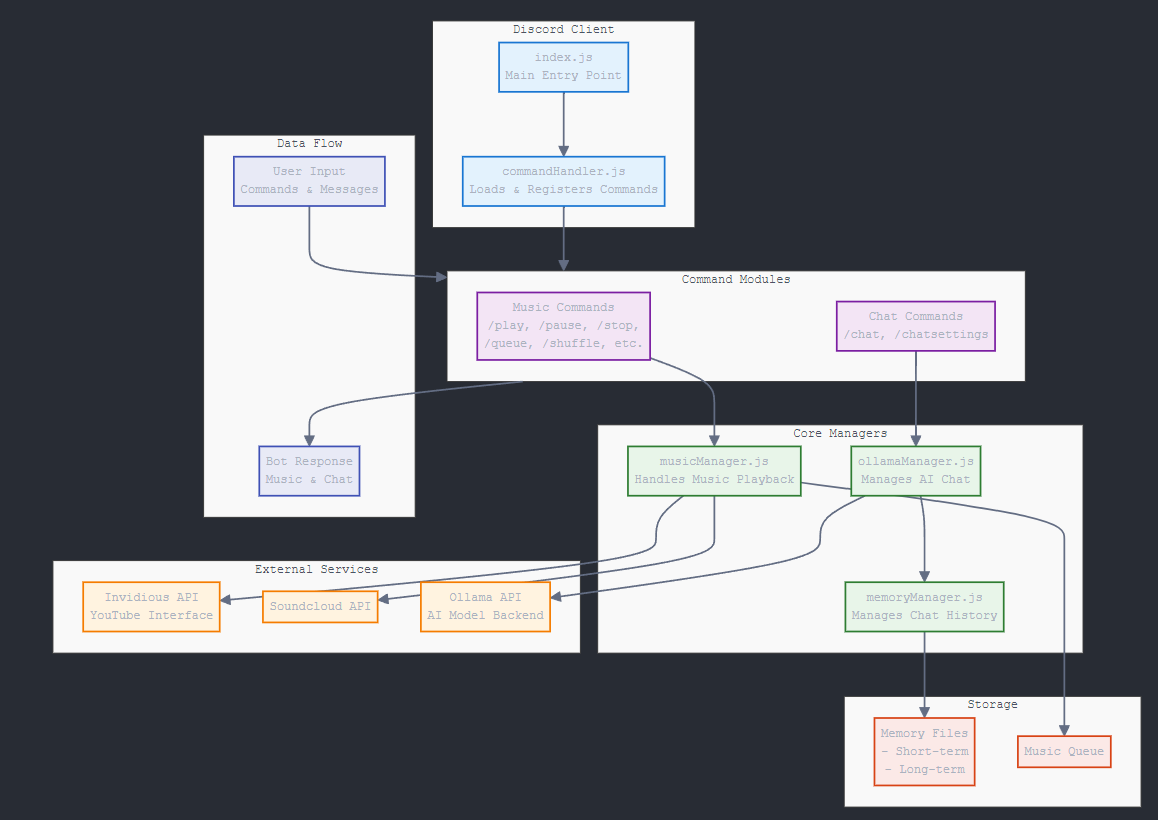 Discord Client
index.js
Main Entry Point
commandHandler.js
Loads & Registers Commands
Data Flow
User Input
Commands & Messages
Command Modules
Music Commands
/play, /pause, /stop,
/queue, /shuffle, etc.
Chat Commands
/chat, /chatsettings
Bot Response
Music & Chat
Core Managers
musicManager.js
Handles Music Playback
ollamaManager.js
Manages AI Chat
memoryManager.js
Manages Chat History
External Services
Invidious API
YouTube Interface
Soundcloud API
Ollama API
AI Model Backend
Storage
Memory Files
- Short-term
- Long-term
Music Queue